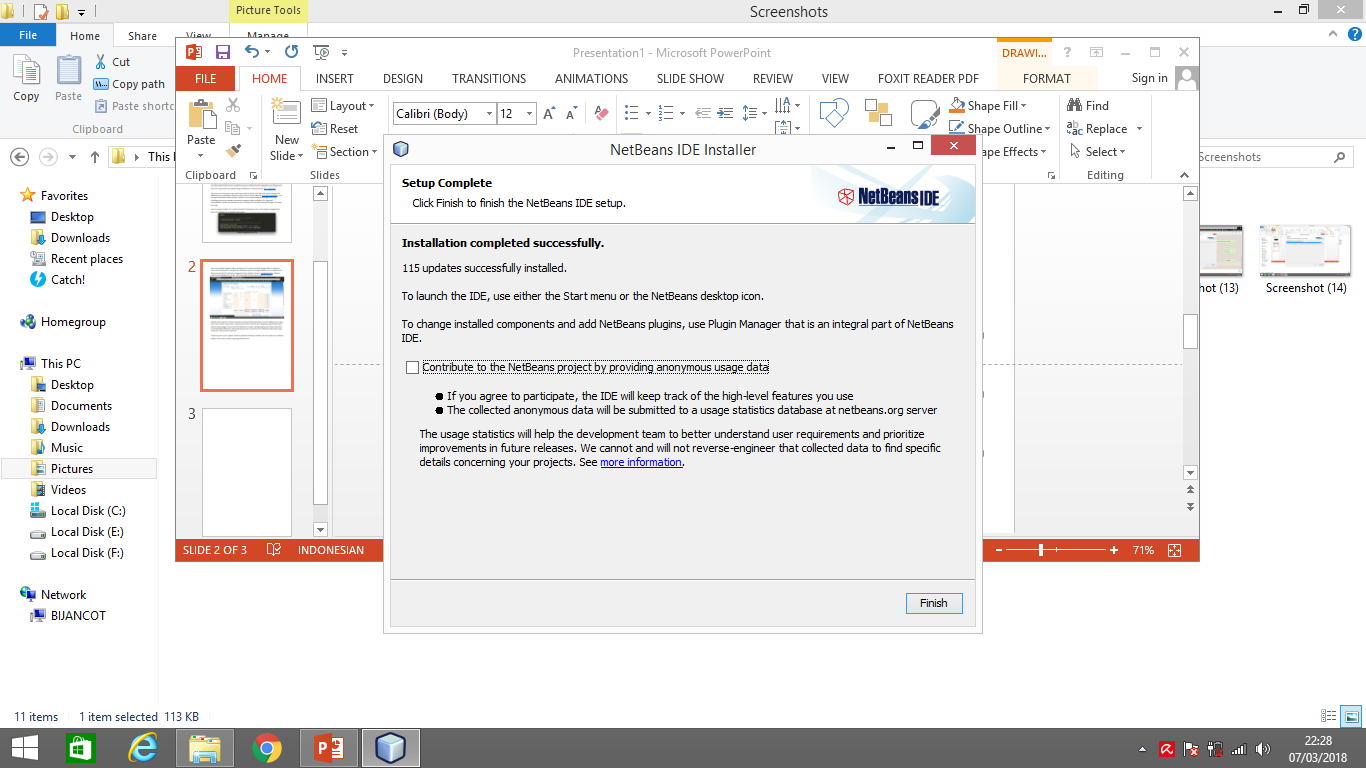 Picture Tools
Screenshots
File
Home
Share
View
Manage
Copy
Paste
Cut
Copy path
Paste shortc
Clipboard
This
Screenshots
Favorites
Desktop
Downloads
Recent places
Catch!
Homegroup
This PC
Desktop
Documents
Downloads
Music
Pictures
Videos
Local Disk (C:)
Local Disk (E:)
Local Disk (F:)
Network
BIJANCOT
hot (13)
Screenshot (14)
11 items
1 item selected 113 KB
Presentation1 - Microsoft PowerPoint
DRAWI...
FILE
HOME
INSERT
DESIGN
TRANSITIONS
ANIMATIONS
SLIDE SHOW
REVIEW
VIEW
FOXIT READER PDF
FORMAT
Sign in
Paste
Clipboard
New
Slide
Layout
Reset
Section
Slides
Calibri (Body)
12
Shape Fill
Shape Outline
ape Effects
Find
Replace
Select
Editing
2
3
SLIDE 2 OF 3
INDONESIAN
71%
NetBeans IDE Installer
Setup Complete
Click Finish to finish the NetBeans IDE setup.
NetBeans IDE
Installation completed successfully.
115 updates successfully installed.
To launch the IDE, use either the Start menu or the NetBeans desktop icon.
To change installed components and add NetBeans plugins, use Plugin Manager that is an integral part of NetBeans
IDE.
Contribute to the NetBeans project by providing anonymous usage data
● If you agree to participate, the IDE will keep track of the high-level features you use
● The collected anonymous data will be submitted to a usage statistics database at netbeans.org server
The usage statistics will help the development team to better understand user requirements and prioritize
improvements in future releases. We cannot and will not reverse-engineer that collected data to find specific
details concerning your projects. See more information.
Finish
22:28
07/03/2018